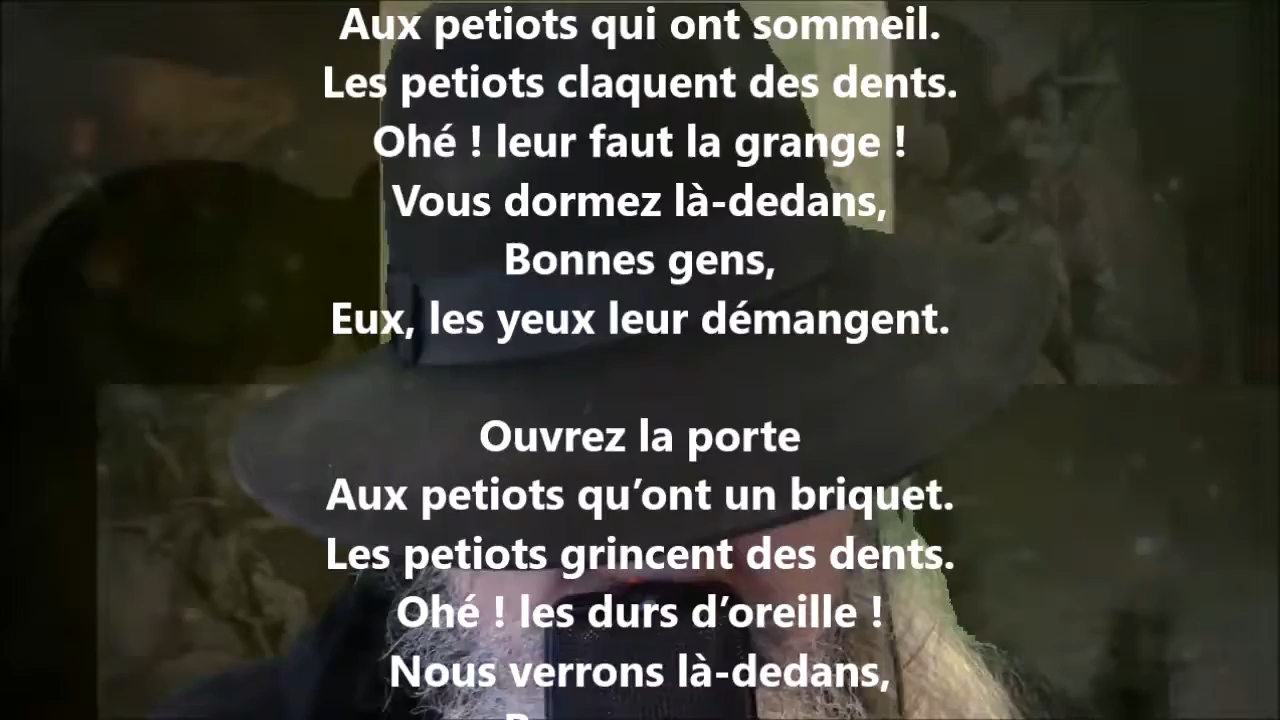 Aux petiots qui ont sommeil.
Les petiots claquent des dents.
Ohé ! leur faut la grange !
Vous dormez là-dedans,
Bonnes gens,
Eux, les yeux leur démangent.
Ouvrez la porte
Aux petiots qu’ont un briquet.
Les petiots grincent des dents.
Ohé ! les durs d’oreille !
Nous verrons là-dedans,